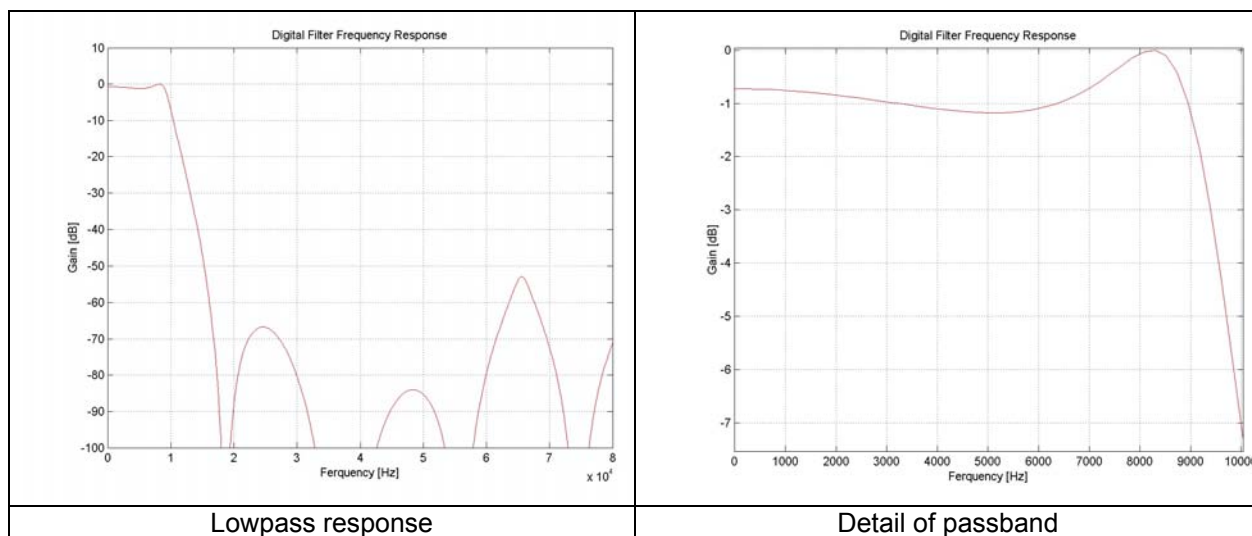 Digital Filter Frequency Response
10
0
-10
-20
-30
-40
-50
-60
-70
-80
-90
-100
Gain [dB]
0 1 2 3 4 5 6 7 8
x 10^4
Ferquency [Hz]
Lowpass response
Digital Filter Frequency Response
0
-1
-2
-3
-4
-5
-6
-7
Gain [dB]
0 1000 2000 3000 4000 5000 6000 7000 8000 9000 10000
Ferquency [Hz]
Detail of passband